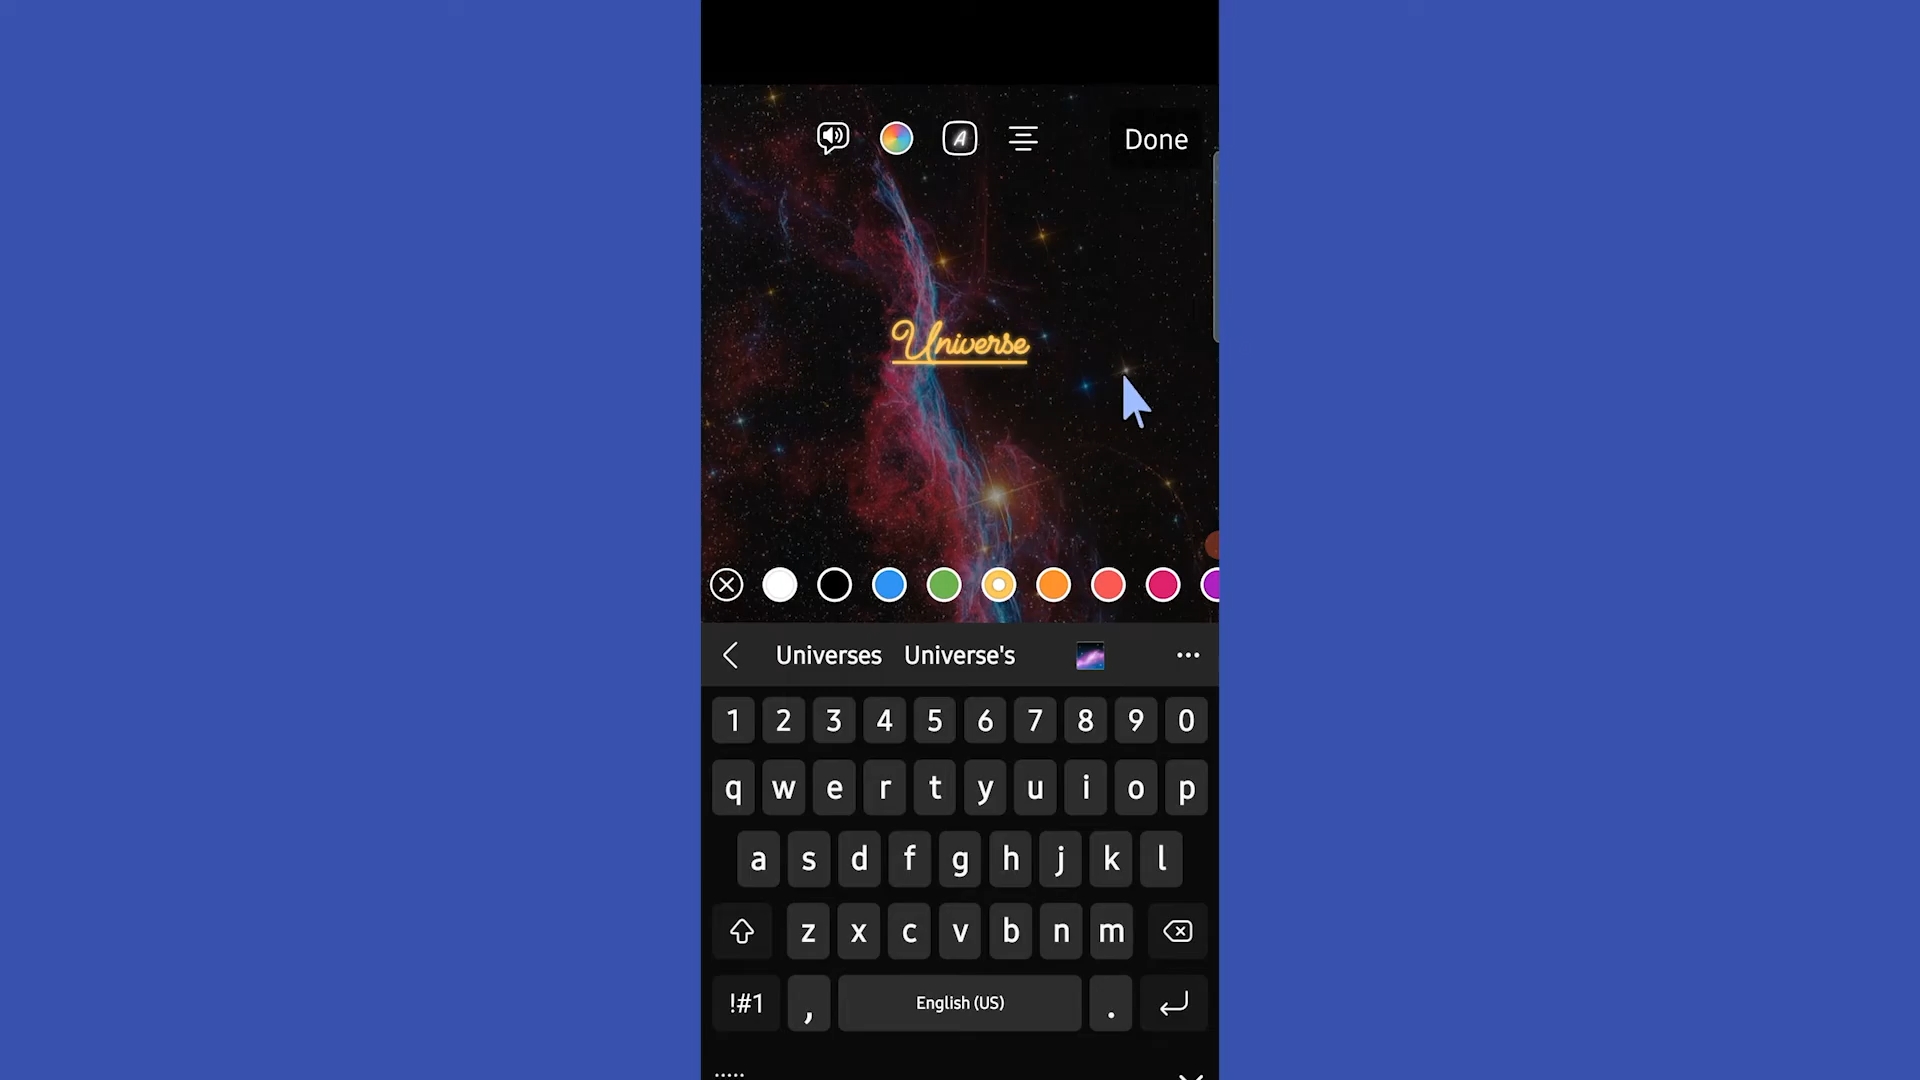 A
Done
Universe
Universes Universe's
1 2 3 4 5 6 7 8 9 0
q w e r t y u i o p
a s d f g h j k l
z x c v b n m
!#1 , English (US) .